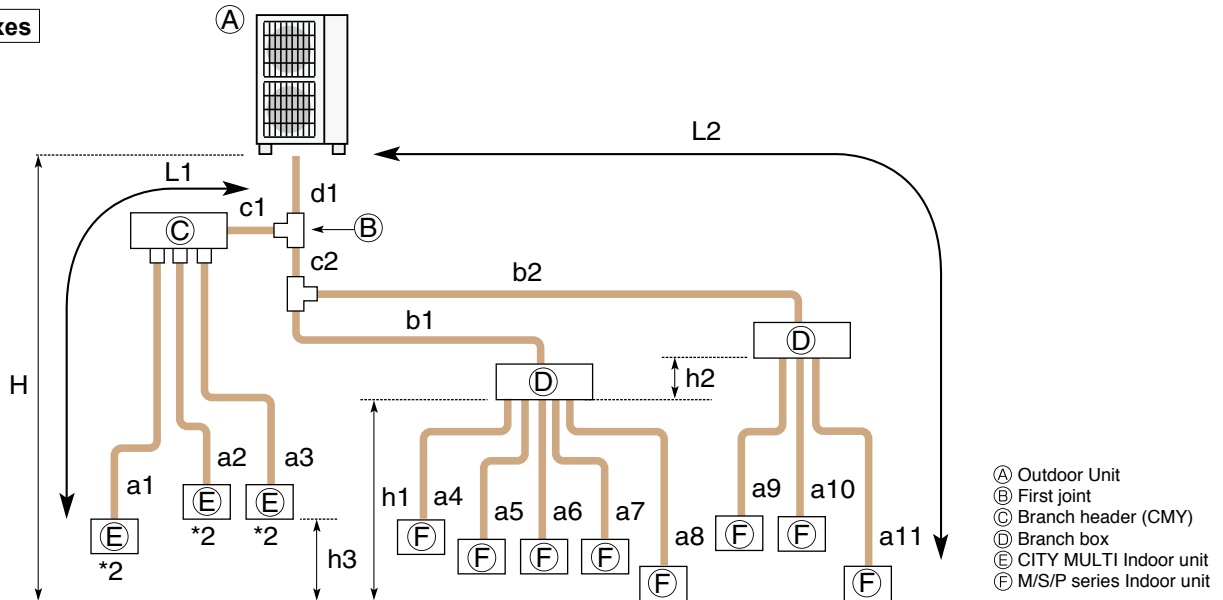 xes
Ⓐ
L2
L1
d1
c1
Ⓒ
Ⓑ
c2
b2
b1
Ⓓ
Ⓓ
H
h2
a1
a2
a3
h1
a4
a5
a6
a7
a8
a9
a10
a11
Ⓔ
*2
Ⓔ
*2
Ⓔ
*2
h3
Ⓕ
Ⓕ
Ⓕ
Ⓕ
Ⓕ
Ⓕ
Ⓕ
Ⓕ
Ⓐ Outdoor Unit
Ⓑ First joint
Ⓒ Branch header (CMY)
Ⓓ Branch box
Ⓔ CITY MULTI Indoor unit
Ⓕ M/S/P series Indoor unit